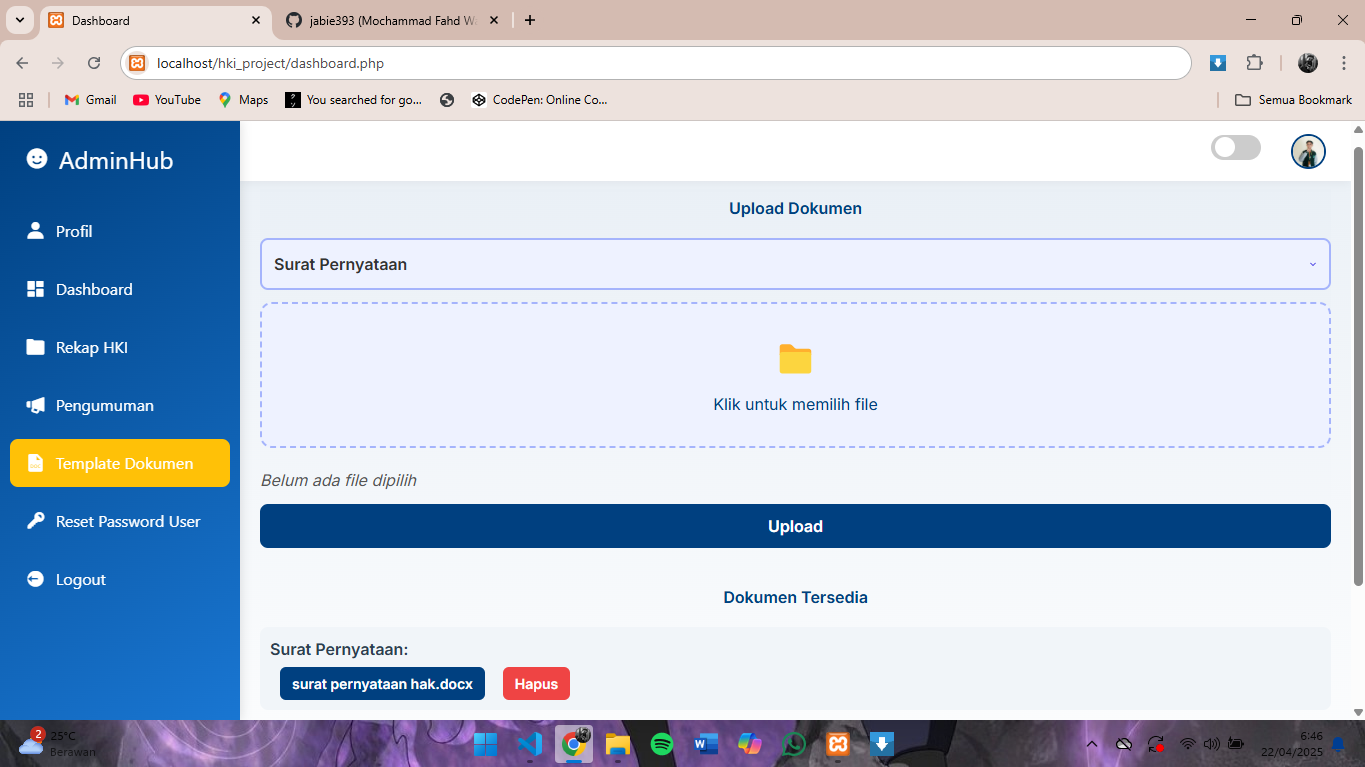 Dashboard
jabie393 (Mochammad Fahd Wa
localhost/hki_project/dashboard.php
Gmail
YouTube
Maps
You searched for go...
CodePen: Online Co...
Semua Bookmark
AdminHub
Profil
Dashboard
Rekap HKI
Pengumuman
Template Dokumen
Reset Password User
Logout
Upload Dokumen
Surat Pernyataan
Klik untuk memilih file
Belum ada file dipilih
Upload
Dokumen Tersedia
Surat Pernyataan:
surat pernyataan hak.docx
Hapus
2
25°C
Berawan
6:46
22/04/2025